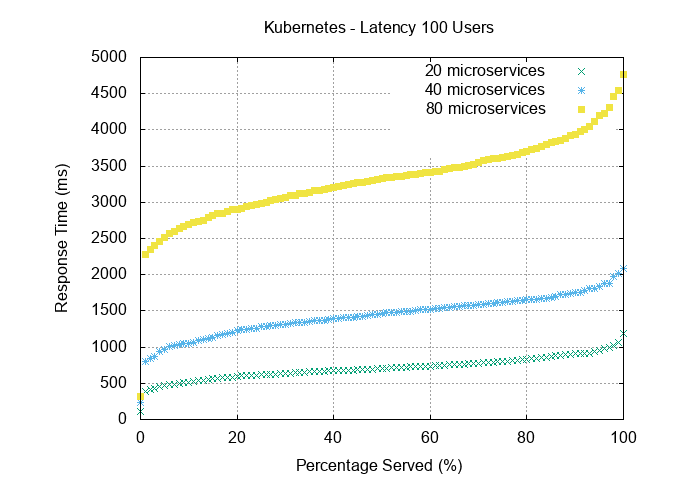 Kubernetes - Latency 100 Users
5000
4500
4000
3500
3000
2500
2000
1500
1000
500
0
Response Time (ms)
20 microservices
40 microservices
80 microservices
0 20 40 60 80 100
Percentage Served (%)